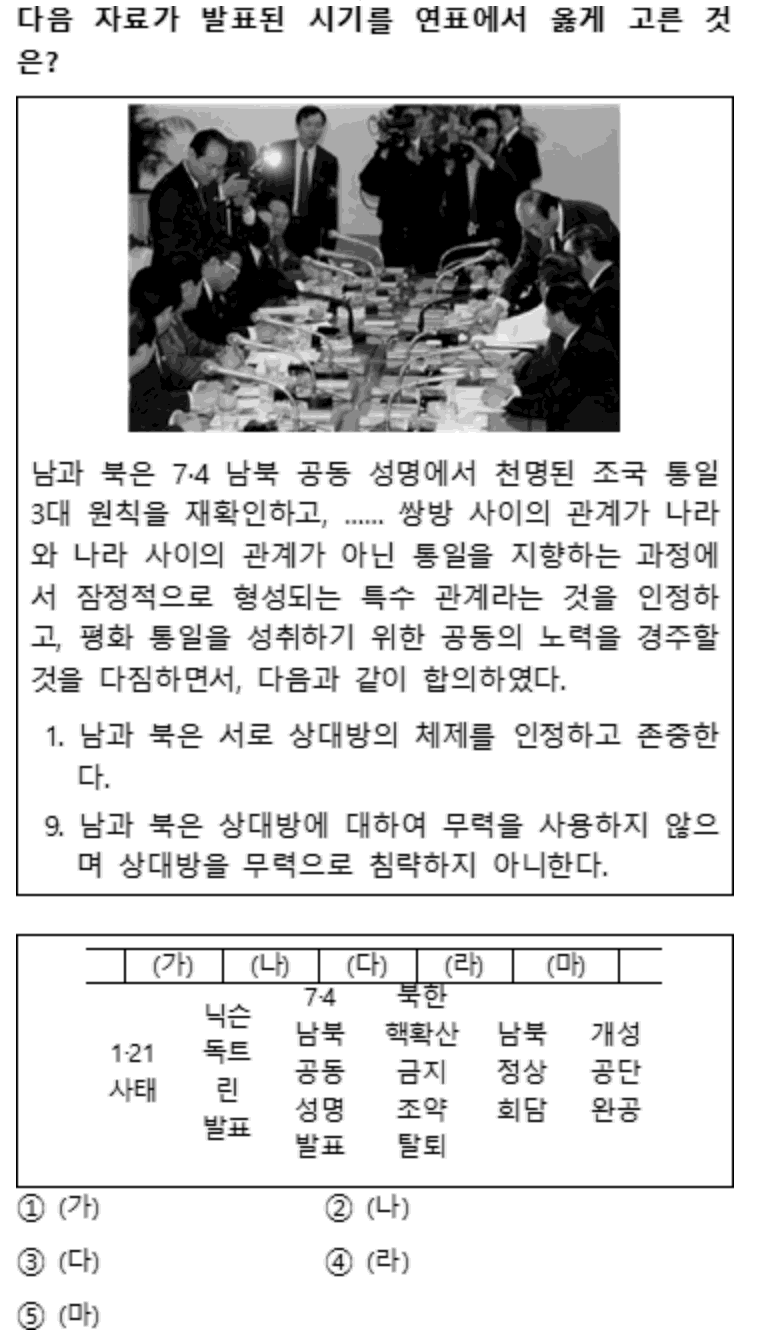 다음 자료가 발표된 시기를 연표에서 옳게 고른 것
은?
남과 북은 7·4 남북 공동 성명에서 천명된 조국 통일
3대 원칙을 재확인하고, ...... 쌍방 사이의 관계가 나라
와 나라 사이의 관계가 아닌 통일을 지향하는 과정에
서 잠정적으로 형성되는 특수 관계라는 것을 인정하
고, 평화 통일을 성취하기 위한 공동의 노력을 경주할
것을 다짐하면서, 다음과 같이 합의하였다.
1. 남과 북은 서로 상대방의 체제를 인정하고 존중한
다.
9. 남과 북은 상대방에 대하여 무력을 사용하지 않으
며 상대방을 무력으로 침략하지 아니한다.
(가) (나) (다) (라) (마)
1·21
사태
닉슨
독트
린
발표
7·4
남북
공동
성명
발표
북한
핵확산
금지
조약
탈퇴
남북
정상
회담
개성
공단
완공
① (가) ② (나)
③ (다) ④ (라)
⑤ (마)